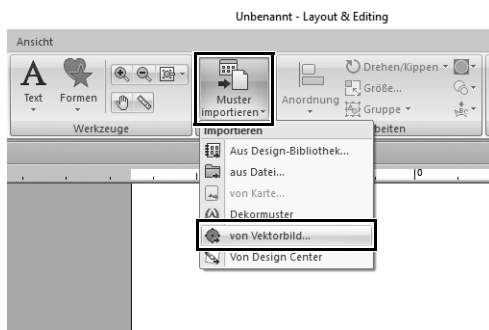 Unbenannt - Layout & Editing
Ansicht
Text
Formen
Werkzeuge
Muster
importieren
Anordnung
Drehen/Kippen
Größe...
Gruppe
beiten
Importieren
Aus Design-Bibliothek...
aus Datei...
von Karte...
Dekormuster
von Vektorbild...
Von Design Center
0